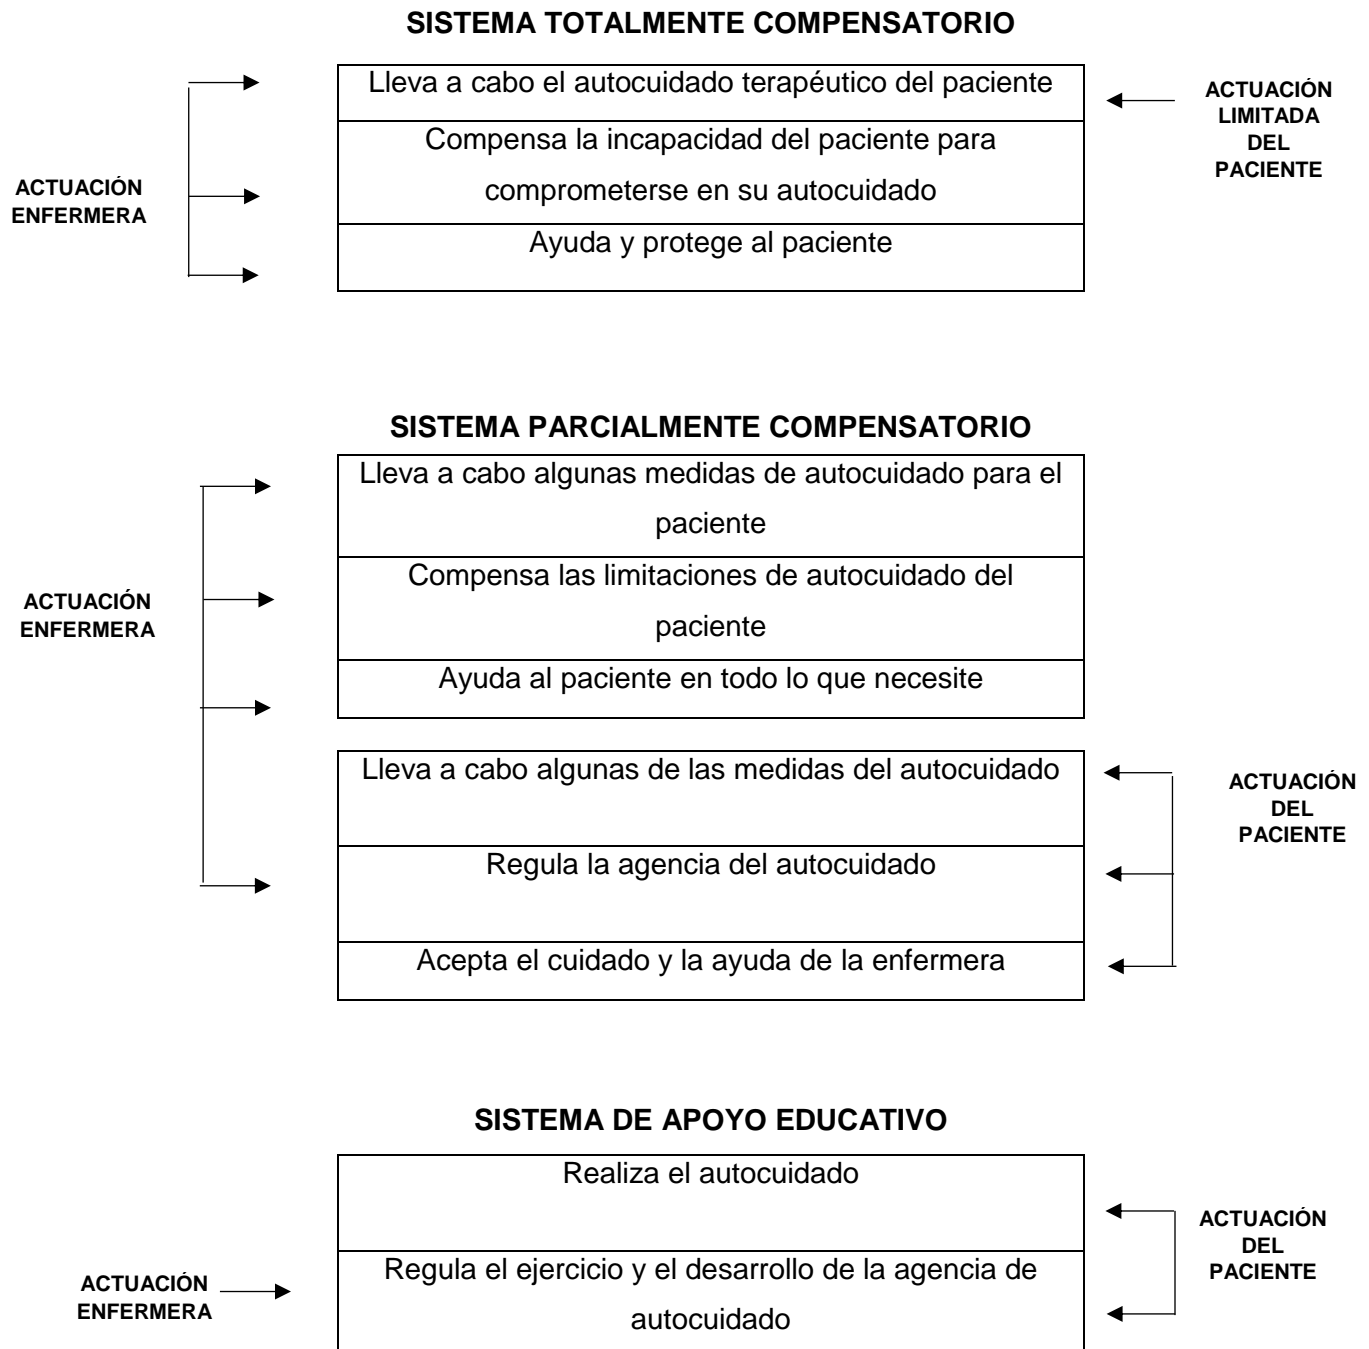 SISTEMA TOTALMENTE COMPENSATORIO
Lleva a cabo el autocuidado terapéutico del paciente
Compensa la incapacidad del paciente para
comprometerse en su autocuidado
Ayuda y protege al paciente
ACTUACIÓN
ENFERMERA
ACTUACIÓN
LIMITADA
DEL
PACIENTE
SISTEMA PARCIALMENTE COMPENSATORIO
Lleva a cabo algunas medidas de autocuidado para el
paciente
Compensa las limitaciones de autocuidado del
paciente
Ayuda al paciente en todo lo que necesite
ACTUACIÓN
ENFERMERA
Lleva a cabo algunas de las medidas del autocuidado
Regula la agencia del autocuidado
Acepta el cuidado y la ayuda de la enfermera
ACTUACIÓN
DEL
PACIENTE
SISTEMA DE APOYO EDUCATIVO
Realiza el autocuidado
Regula el ejercicio y el desarrollo de la agencia de
autocuidado
ACTUACIÓN
ENFERMERA
ACTUACIÓN
DEL
PACIENTE